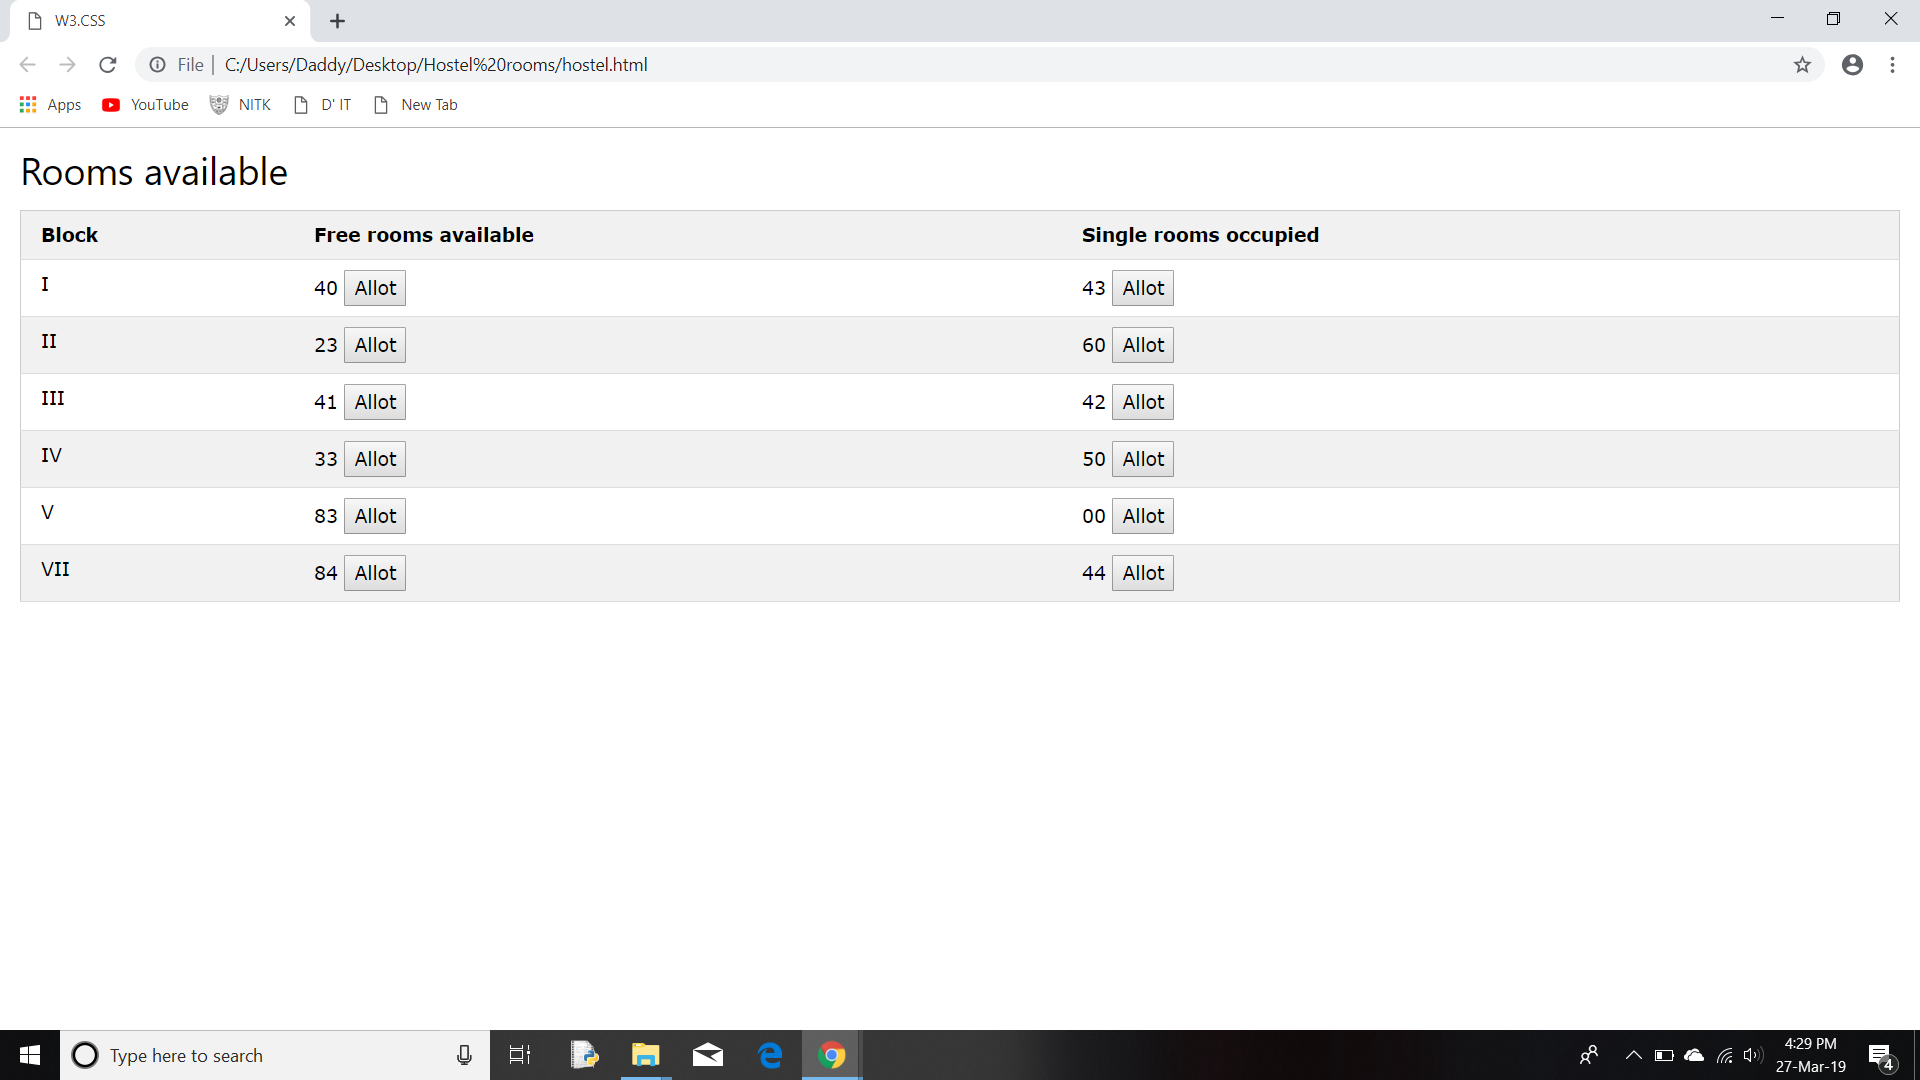 W3.CSS
File | C:/Users/Daddy/Desktop/Hostel%20rooms/hostel.html
Apps YouTube NITK D' IT New Tab
Rooms available
Block Free rooms available Single rooms occupied
I 40 Allot 43 Allot
II 23 Allot 60 Allot
III 41 Allot 42 Allot
IV 33 Allot 50 Allot
V 83 Allot 00 Allot
VII 84 Allot 44 Allot
Type here to search
4:29 PM
27-Mar-19
4